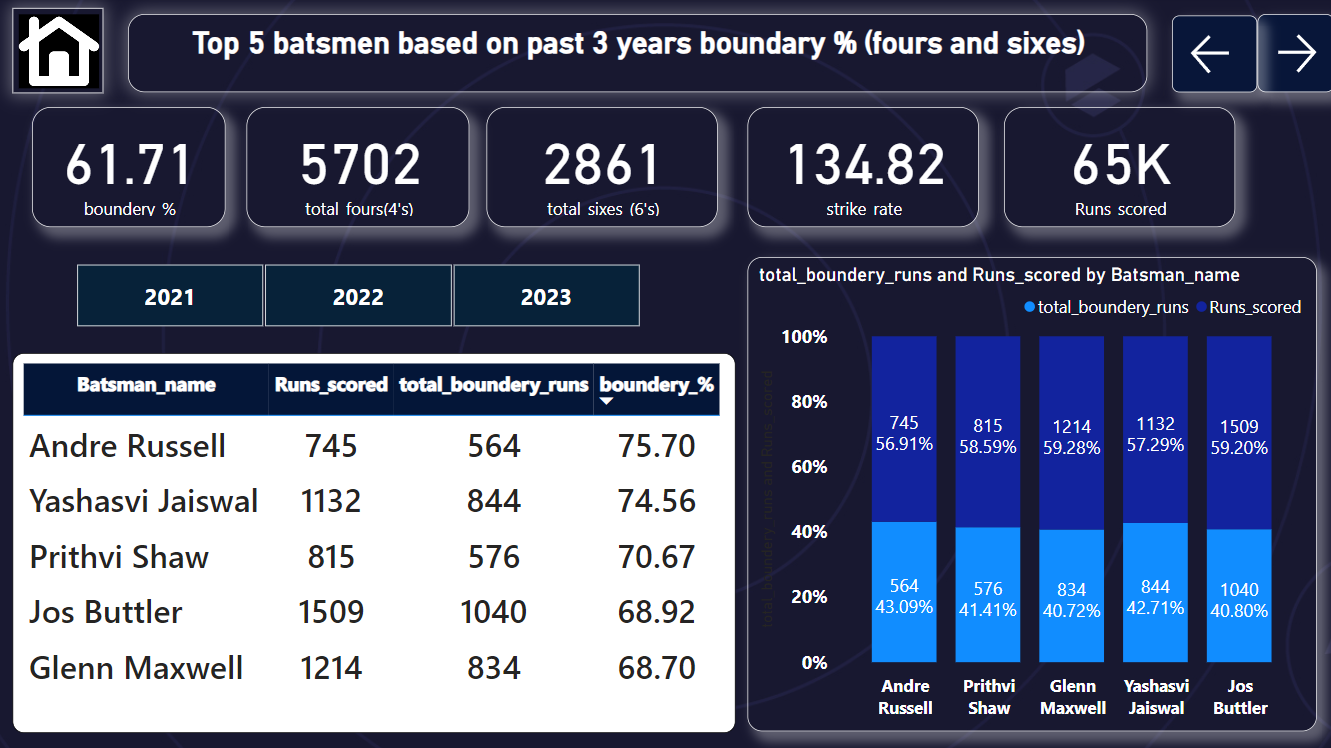 Top 5 batsmen based on past 3 years boundary % (fours and sixes)
61.71
boundery %
5702
total fours(4's)
2861
total sixes (6's)
134.82
strike rate
65K
Runs scored
2021 2022 2023
Batsman_name Runs_scored total_boundery_runs boundery_%
Andre Russell 745 564 75.70
Yashasvi Jaiswal 1132 844 74.56
Prithvi Shaw 815 576 70.67
Jos Buttler 1509 1040 68.92
Glenn Maxwell 1214 834 68.70
total_boundery_runs and Runs_scored by Batsman_name
total_boundery_runs Runs_scored
total_boundery_runs and Runs_scored
100%
80%
60%
40%
20%
0%
745
56.91%
815
58.59%
1214
59.28%
1132
57.29%
1509
59.20%
564
43.09%
576
41.41%
834
40.72%
844
42.71%
1040
40.80%
Andre
Russell
Prithvi
Shaw
Glenn
Maxwell
Yashasvi
Jaiswal
Jos
Buttler